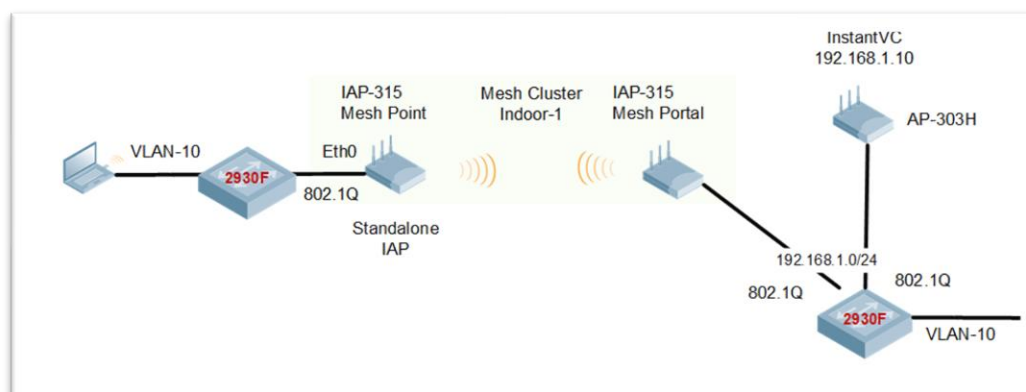 InstantVC
192.168.1.10
IAP-315
Mesh Point
Mesh Cluster
Indoor-1
IAP-315
Mesh Portal
AP-303H
VLAN-10
Eth0
2930F
802.1Q
Standalone
IAP
192.168.1.0/24
802.1Q
802.1Q
2930F
VLAN-10